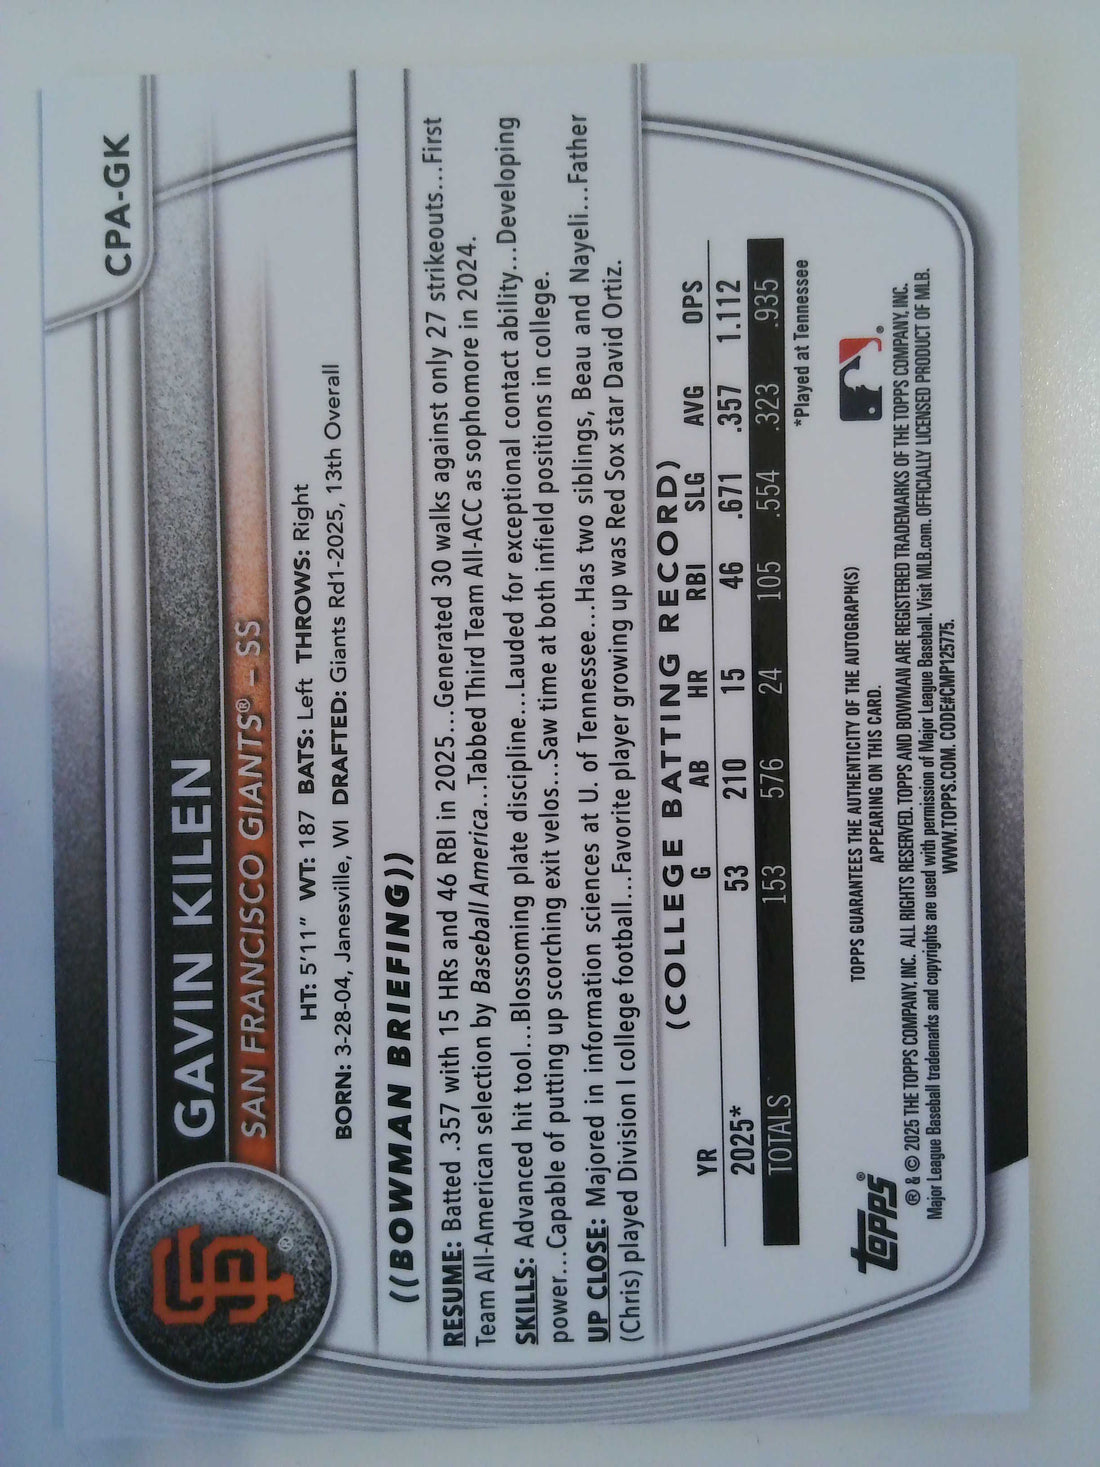 CPA-GK
GAVIN KILEN
SAN FRANCISCO GIANTS® – SS
HT: 5'11" WT: 187 BATS: Left THROWS: Right
BORN: 3-28-04, Janesville, WI DRAFTED: Giants Rd1-2025, 13th Overall
((BOWMAN BRIEFING))
RESUME: Batted .357 with 15 HRs and 46 RBI in 2025...Generated 30 walks against only 27 strikeouts...First
Team All-American selection by Baseball America...Tabbed Third Team All-ACC as sophomore in 2024.
SKILLS: Advanced hit tool...Blossoming plate discipline...Lauded for exceptional contact ability...Developing
power...Capable of putting up scorching exit velos...Saw time at both infield positions in college.
UP CLOSE: Majored in information sciences at U. of Tennessee...Has two siblings, Beau and Nayeli...Father
(Chris) played Division I college football...Favorite player growing up was Red Sox star David Ortiz.
(COLLEGE BATTING RECORD)
YR G AB HR RBI SLG AVG OPS
2025* 53 210 15 46 .671 .357 1.112
TOTALS 153 576 24 105 .554 .323 .935
*Played at Tennessee
TOPPS GUARANTEES THE AUTHENTICITY OF THE AUTOGRAPH(S)
APPEARING ON THIS CARD.
topps®
® & © 2025 THE TOPPS COMPANY, INC. ALL RIGHTS RESERVED. TOPPS AND BOWMAN ARE REGISTERED TRADEMARKS OF THE TOPPS COMPANY, INC.
Major League Baseball trademarks and copyrights are used with permission of Major League Baseball. Visit MLB.com. OFFICIALLY LICENSED PRODUCT OF MLB.
WWW.TOPPS.COM. CODE#CMP125775.